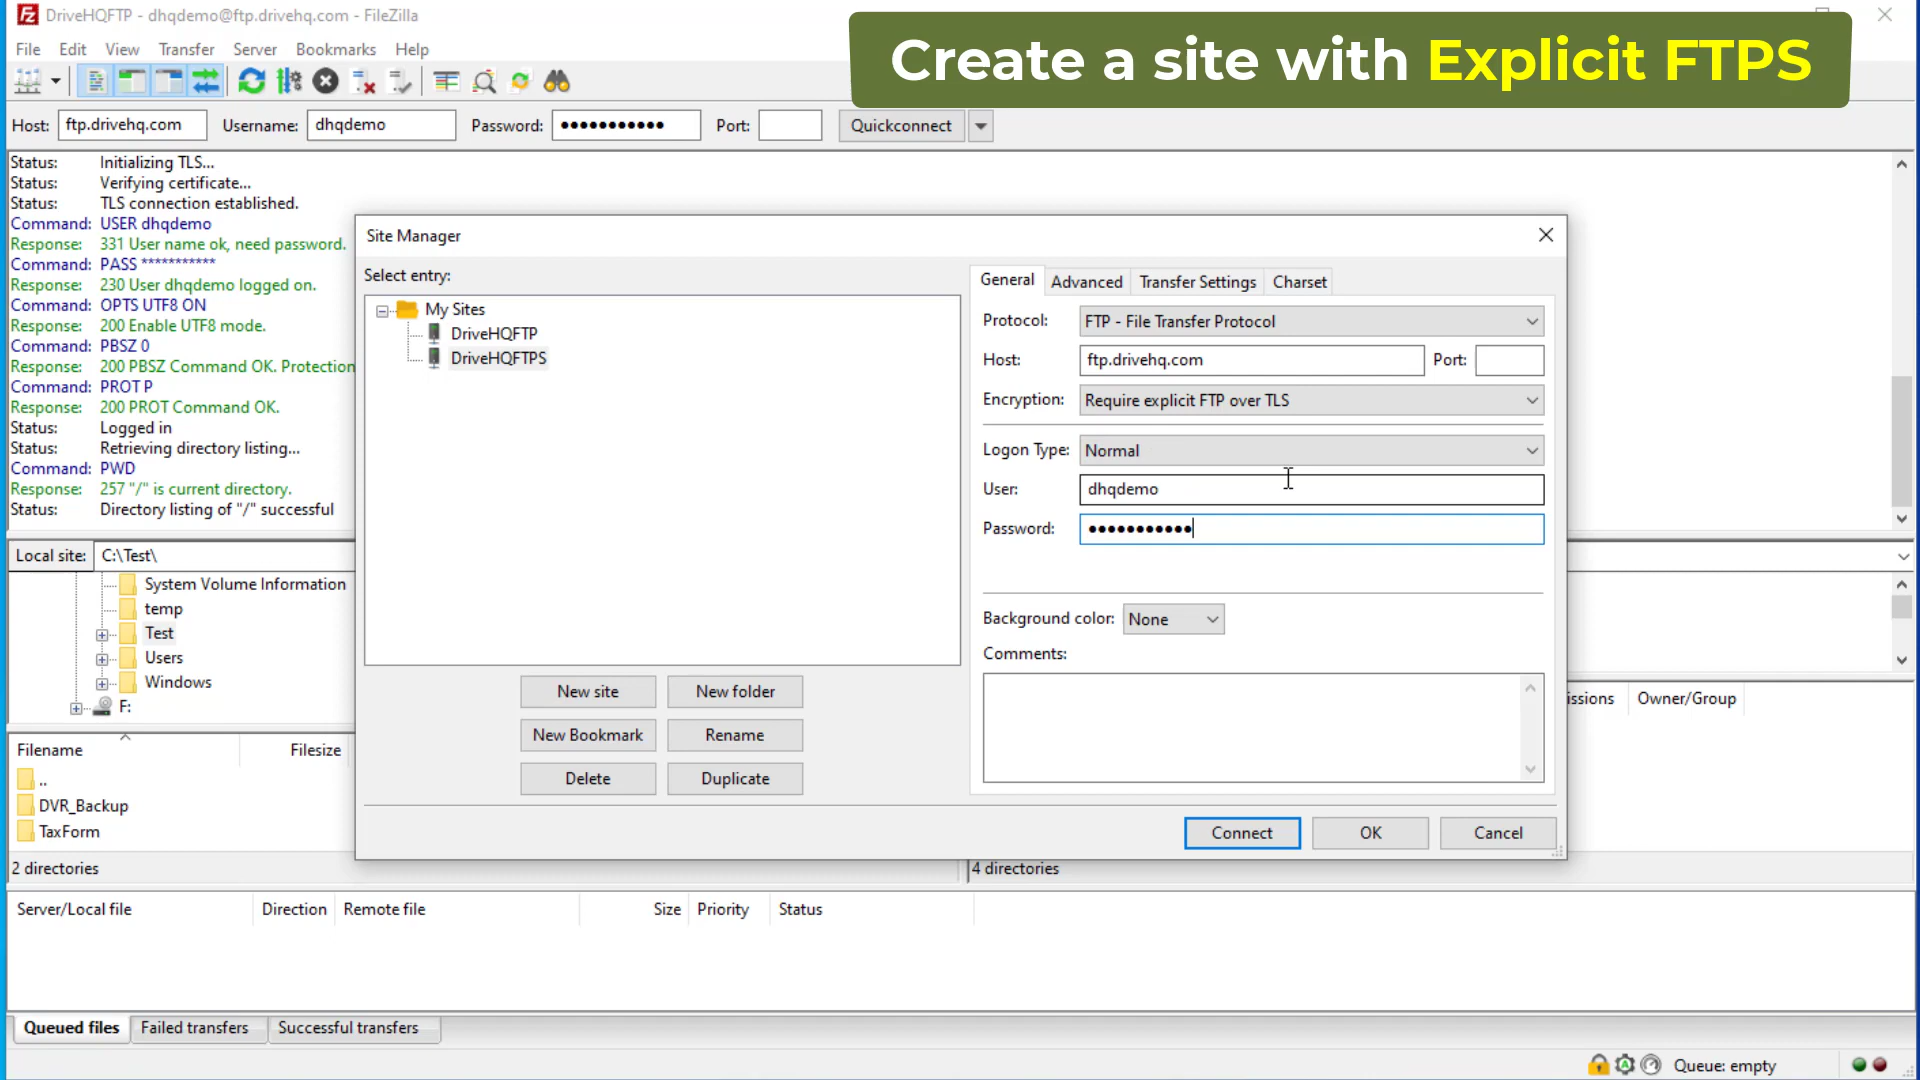 DriveHQFTP - dhqdemo@ftp.drivehq.com - FileZilla
Create a site with Explicit FTPS
File Edit View Transfer Server Bookmarks Help
Host: ftp.drivehq.com Username: dhqdemo Password: ●●●●●●●●●●● Port: Quickconnect
Status: Initializing TLS...
Status: Verifying certificate...
Status: TLS connection established.
Command: USER dhqdemo
Response: 331 User name ok, need password.
Command: PASS ***********
Response: 230 User dhqdemo logged on.
Command: OPTS UTF8 ON
Response: 200 Enable UTF8 mode.
Command: PBSZ 0
Response: 200 PBSZ Command OK. Protection
Command: PROT P
Response: 200 PROT Command OK.
Status: Logged in
Status: Retrieving directory listing...
Command: PWD
Response: 257 "/" is current directory.
Status: Directory listing of "/" successful
Local site: C:\Test\
System Volume Information
temp
Test
Users
Windows
F:
Filename Filesize
..
DVR_Backup
TaxForm
2 directories
Site Manager
Select entry:
My Sites
DriveHQFTP
DriveHQFTPS
New site New folder
New Bookmark Rename
Delete Duplicate
General Advanced Transfer Settings Charset
Protocol: FTP - File Transfer Protocol
Host: ftp.drivehq.com Port:
Encryption: Require explicit FTP over TLS
Logon Type: Normal
User: dhqdemo
Password: ●●●●●●●●●●●
Background color: None
Comments:
Connect OK Cancel
issions Owner/Group
4 directories
Server/Local file Direction Remote file Size Priority Status
Queued files Failed transfers Successful transfers
Queue: empty